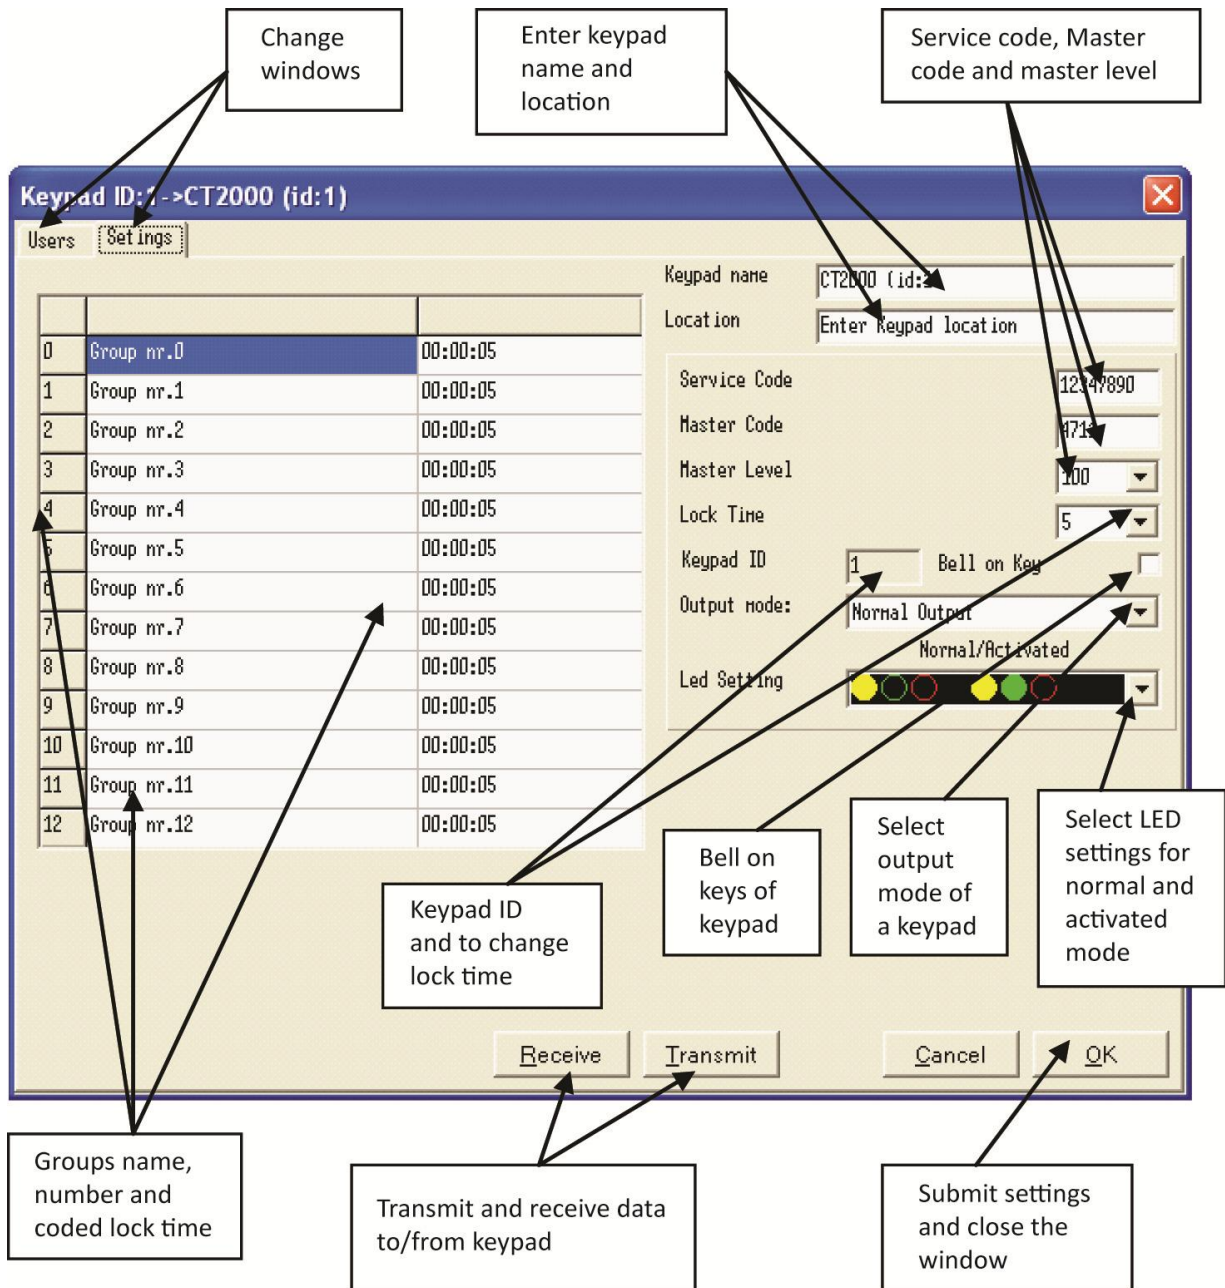 Change
windows
Enter keypad
name and
location
Service code, Master
code and master level
Keypad ID:1->CT2000 (id:1)
Users
Setings
Keypad name
CT2000
Location
Enter Keypad location
0 Group nr.0 00:00:05
1 Group nr.1 00:00:05
2 Group nr.2 00:00:05
3 Group nr.3 00:00:05
4 Group nr.4 00:00:05
5 Group nr.5 00:00:05
6 Group nr.6 00:00:05
7 Group nr.7 00:00:05
8 Group nr.8 00:00:05
9 Group nr.9 00:00:05
10 Group nr.10 00:00:05
11 Group nr.11 00:00:05
12 Group nr.12 00:00:05
Service Code 12347890
Master Code
Master Level 100
Lock Time 5
Keypad ID 1 Bell on Key
Output mode: Normal Output
Normal/Activated
Led Setting
Keypad ID
and to change
lock time
Bell on
keys of
keypad
Select
output
mode of
a keypad
Select LED
settings for
normal and
activated
mode
Receive
Transmit
Cancel
OK
Groups name,
number and
coded lock time
Transmit and receive data
to/from keypad
Submit settings
and close the
window